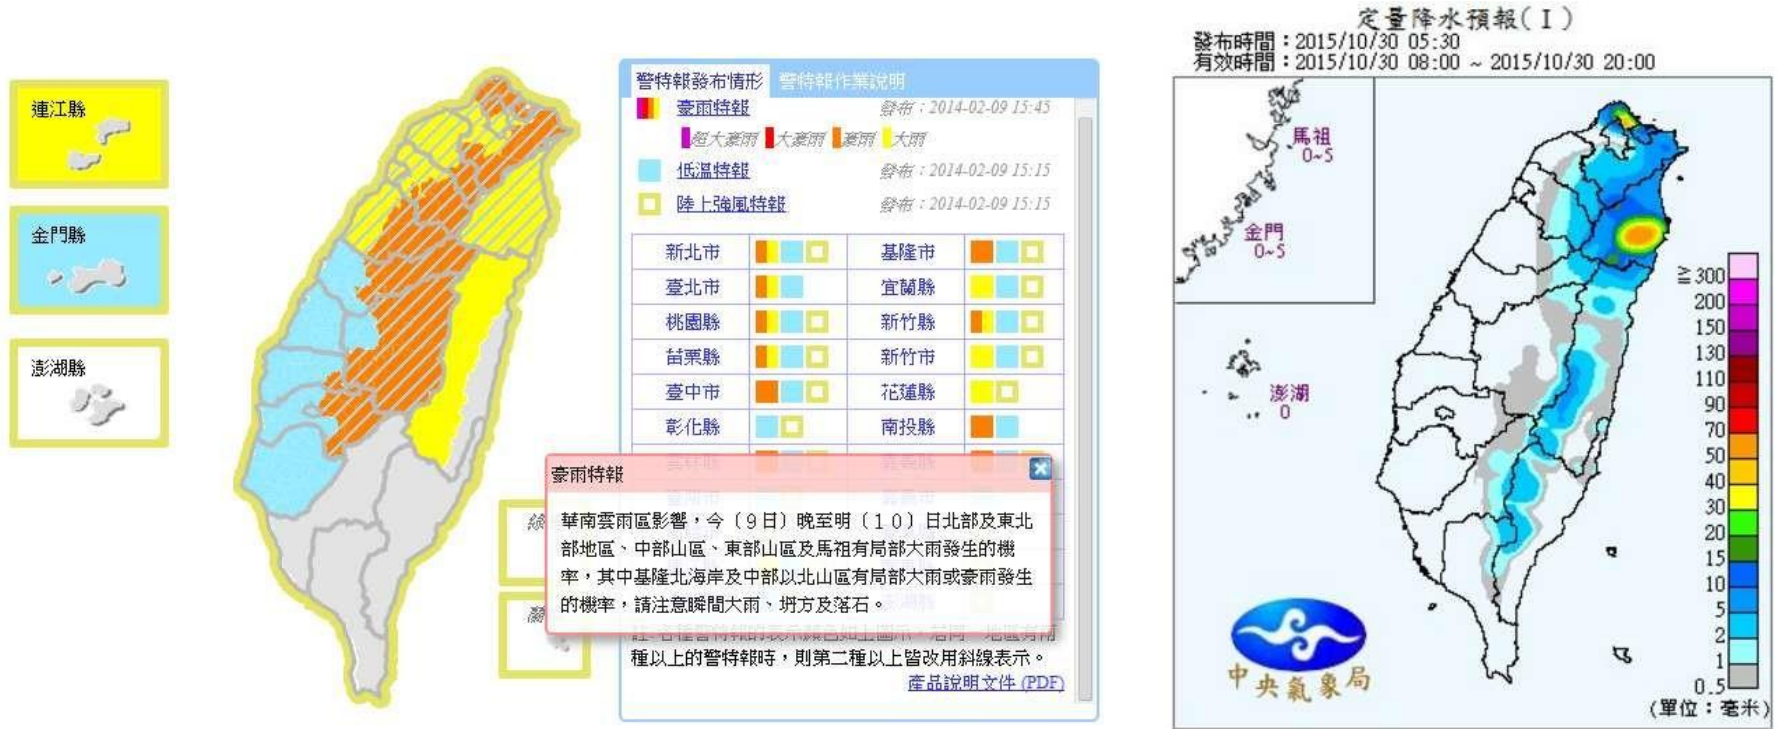 連江縣
金門縣
澎湖縣
警特報發布情形 警特報作業說明
豪雨特報 發布：2014-02-09 15:45
超大豪雨 大豪雨 豪雨 大雨
低溫特報 發布：2014-02-09 15:15
陸上強風特報 發布：2014-02-09 15:15
新北市 基隆市
臺北市 宜蘭縣
桃園縣 新竹縣
苗栗縣 新竹市
臺中市 花蓮縣
彰化縣 南投縣
豪雨特報
華南雲雨區影響，今〔9日〕晚至明〔10〕日北部及東北
部地區、中部山區、東部山區及馬祖有局部大雨發生的機
率，其中基隆北海岸及中部以北山區有局部大雨或豪雨發生
的機率，請注意瞬間大雨、坍方及落石。
種以上的警特報時，則第二種以上皆改用斜線表示。
產品說明文件 (PDF)
定量降水預報(Ⅰ)
發布時間：2015/10/30 05:30
有效時間：2015/10/30 08:00 ~ 2015/10/30 20:00
馬祖
0~5
金門
0~5
澎湖
0
≧300
200
150
130
110
90
70
50
40
30
20
15
10
5
2
1
0.5
(單位：毫米)
中央氣象局